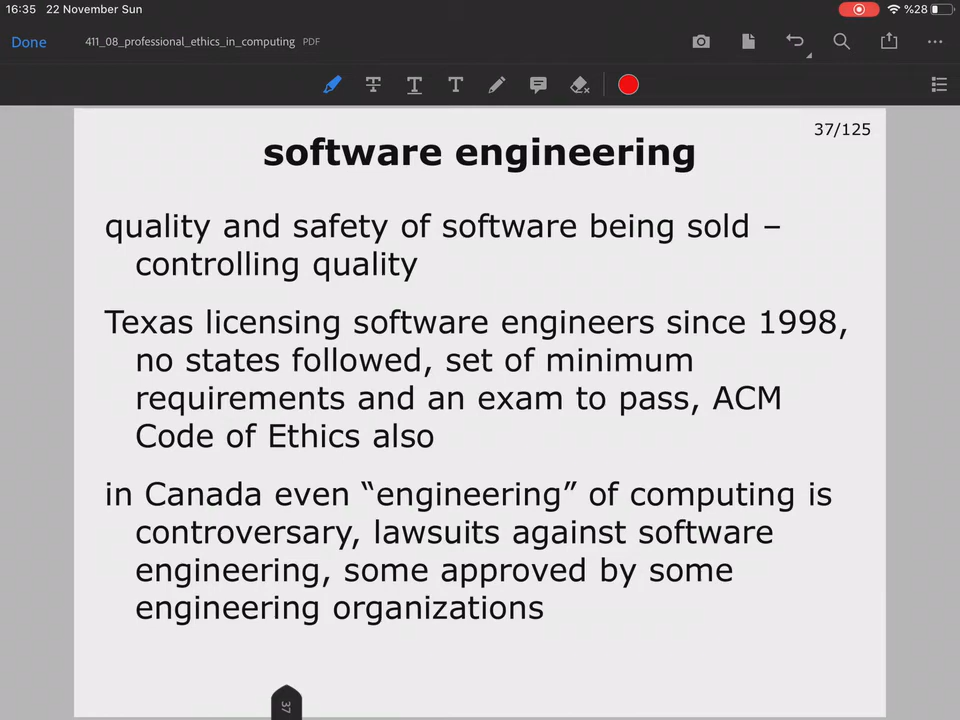 16:35 22 November Sun %28
Done 411_08_professional_ethics_in_computing PDF
T T T
37/125
software engineering
quality and safety of software being sold –
controlling quality
Texas licensing software engineers since 1998,
no states followed, set of minimum
requirements and an exam to pass, ACM
Code of Ethics also
in Canada even “engineering” of computing is
controversary, lawsuits against software
engineering, some approved by some
engineering organizations
37